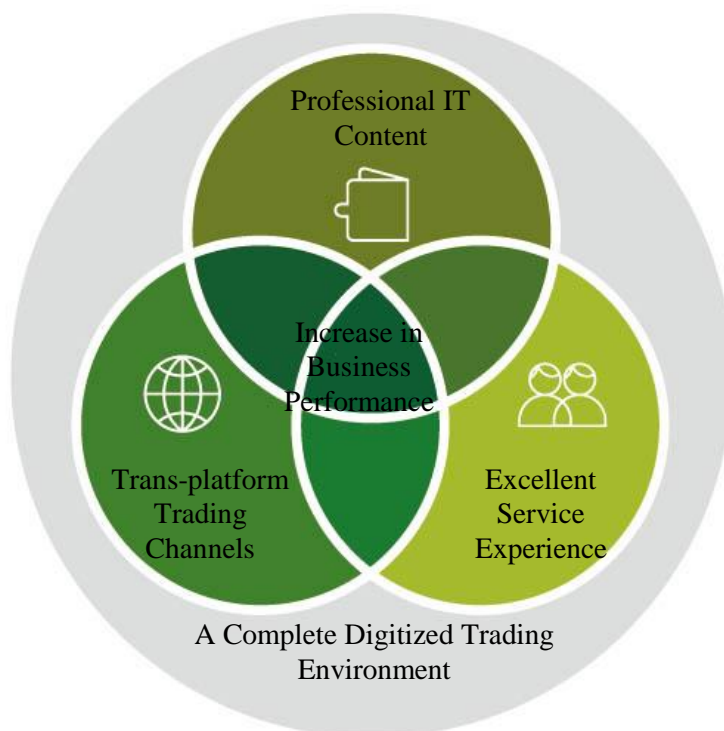 Professional IT
Content
Increase in
Business
Performance
Trans-platform
Trading
Channels
Excellent
Service
Experience
A Complete Digitized Trading
Environment